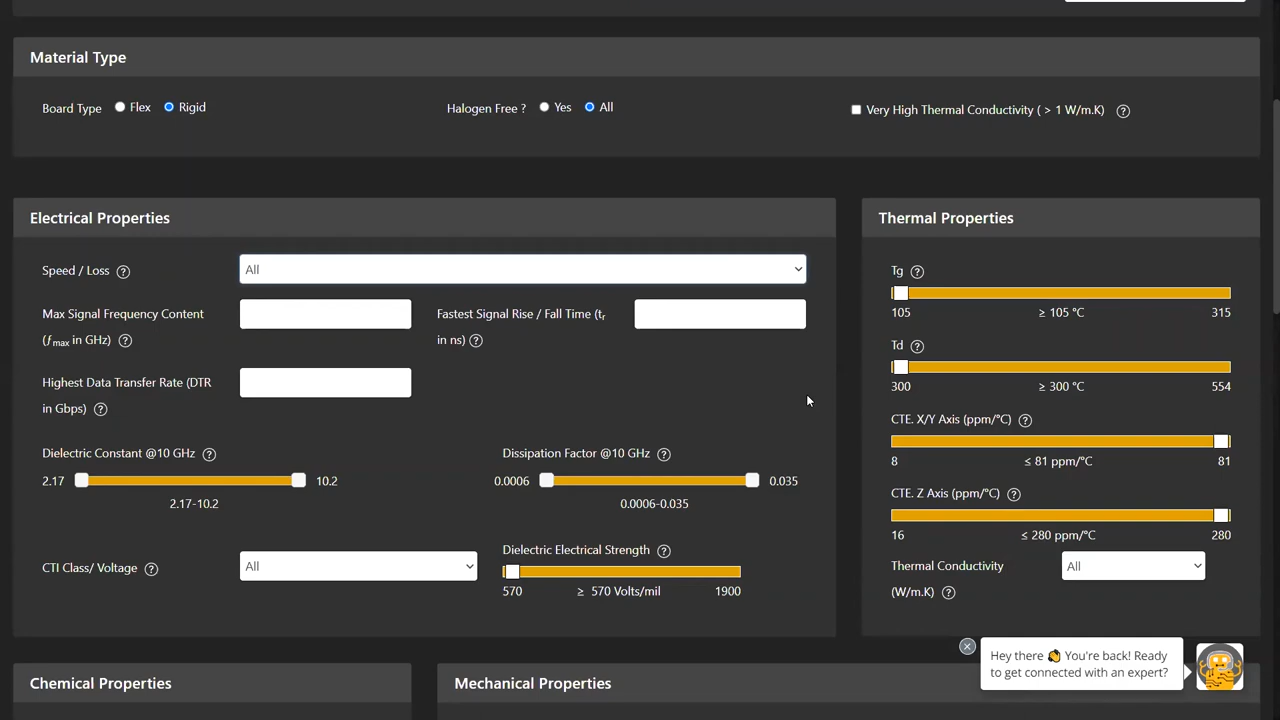 Material Type
Board Type Flex Rigid
Halogen Free ? Yes All
Very High Thermal Conductivity ( > 1 W/m.K) ?
Electrical Properties
Speed / Loss ? All
Max Signal Frequency Content
(ƒmax in GHz) ?
Fastest Signal Rise / Fall Time (tr
in ns) ?
Highest Data Transfer Rate (DTR
in Gbps) ?
Dielectric Constant @10 GHz ?
2.17 10.2
2.17-10.2
Dissipation Factor @10 GHz ?
0.0006 0.035
0.0006-0.035
CTI Class/ Voltage ? All
Dielectric Electrical Strength ?
570 ≥ 570 Volts/mil 1900
Thermal Properties
Tg ?
105 ≥ 105 °C 315
Td ?
300 ≥ 300 °C 554
CTE. X/Y Axis (ppm/°C) ?
8 ≤ 81 ppm/°C 81
CTE. Z Axis (ppm/°C) ?
16 ≤ 280 ppm/°C 280
Thermal Conductivity All
(W/m.K) ?
Hey there 👏 You're back! Ready
to get connected with an expert?
Chemical Properties
Mechanical Properties